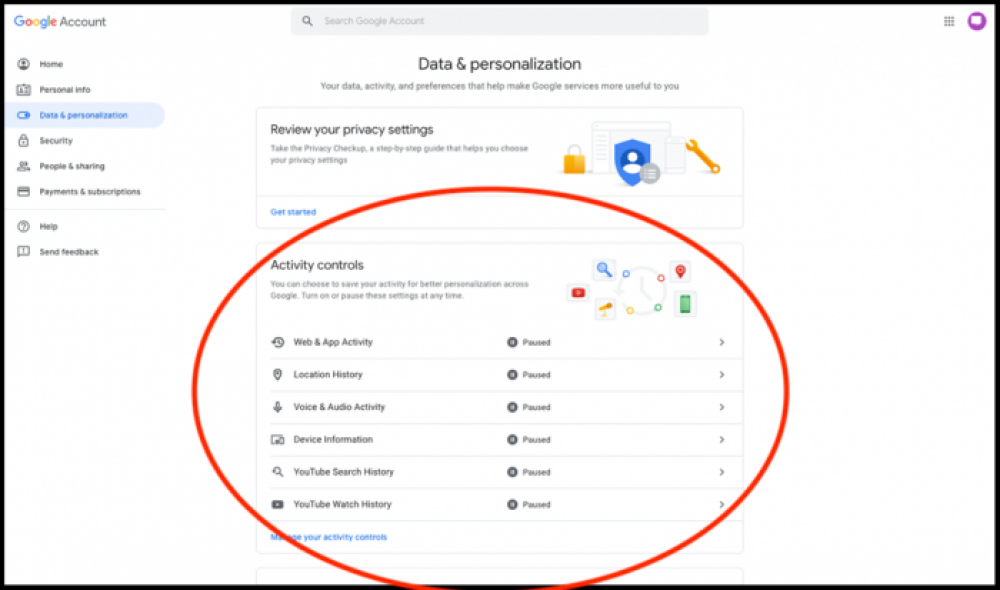 Google Account
Search Google Account
Home
Personal info
Data & personalization
Security
People & sharing
Payments & subscriptions
Help
Send feedback
Data & personalization
Your data, activity, and preferences that help make Google services more useful to you
Review your privacy settings
Take the Privacy Checkup, a step-by-step guide that helps you choose
your privacy settings
Get started
Activity controls
You can choose to save your activity for better personalization across
Google. Turn on or pause these settings at any time.
Web & App Activity Paused
Location History Paused
Voice & Audio Activity Paused
Device Information Paused
YouTube Search History Paused
YouTube Watch History Paused
Manage your activity controls